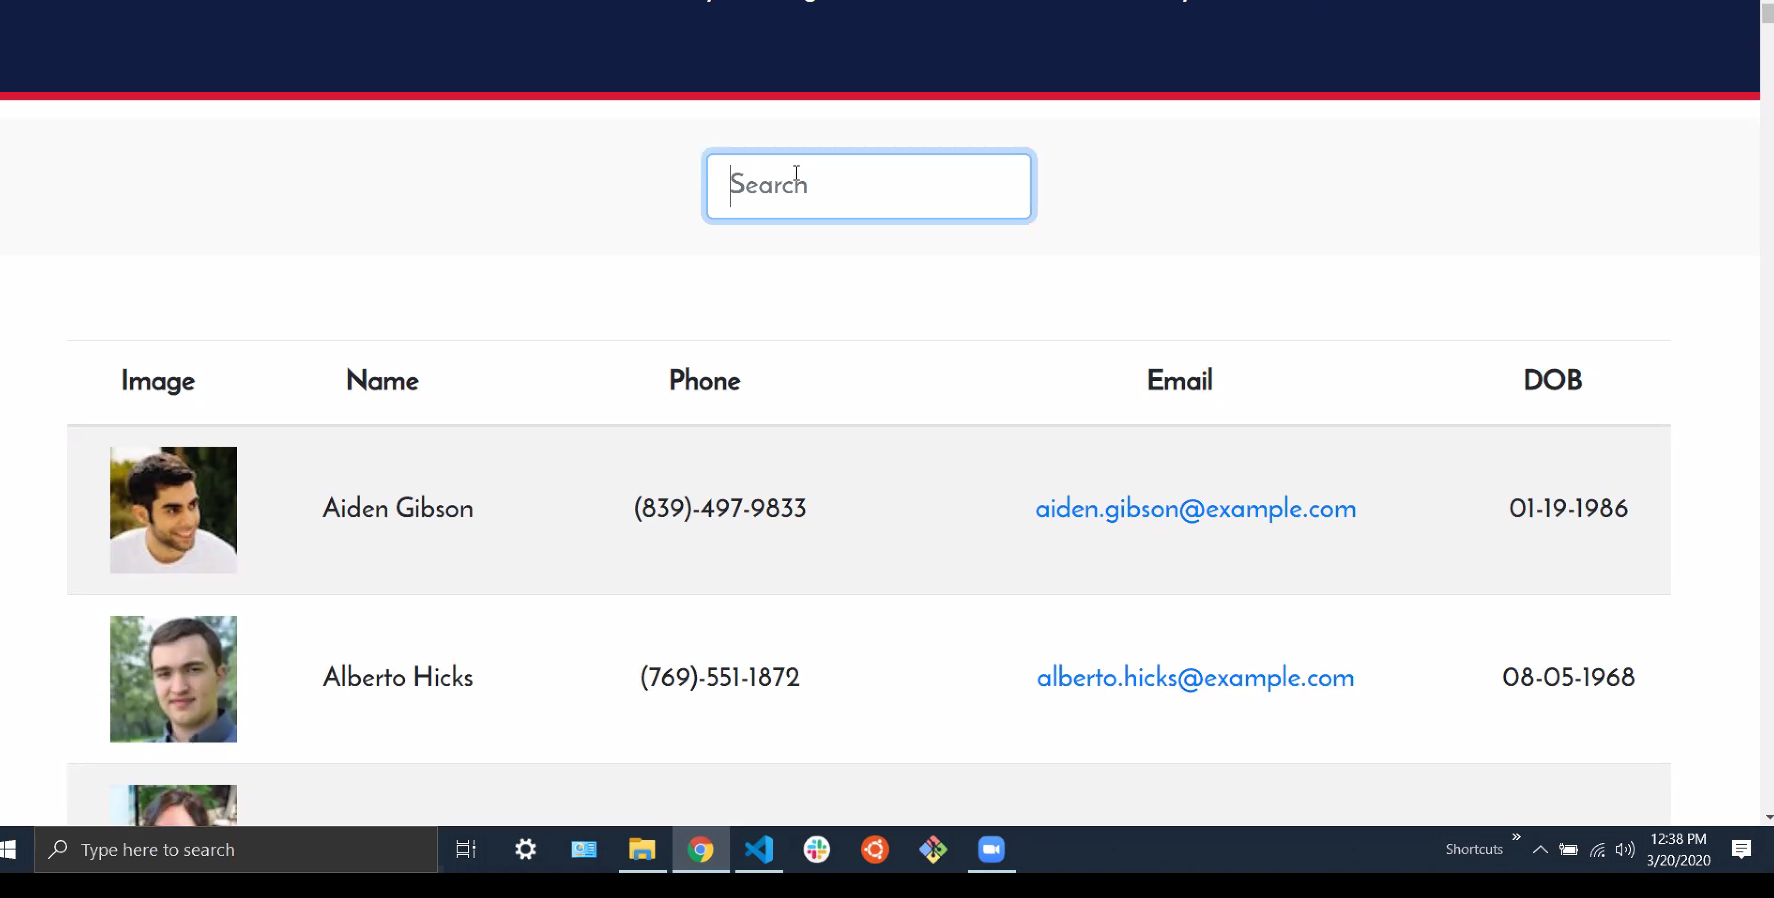 Search
Image Name Phone Email DOB
Aiden Gibson (839)-497-9833 aiden.gibson@example.com 01-19-1986
Alberto Hicks (769)-551-1872 alberto.hicks@example.com 08-05-1968
Type here to search
Shortcuts » 12:38 PM
3/20/2020